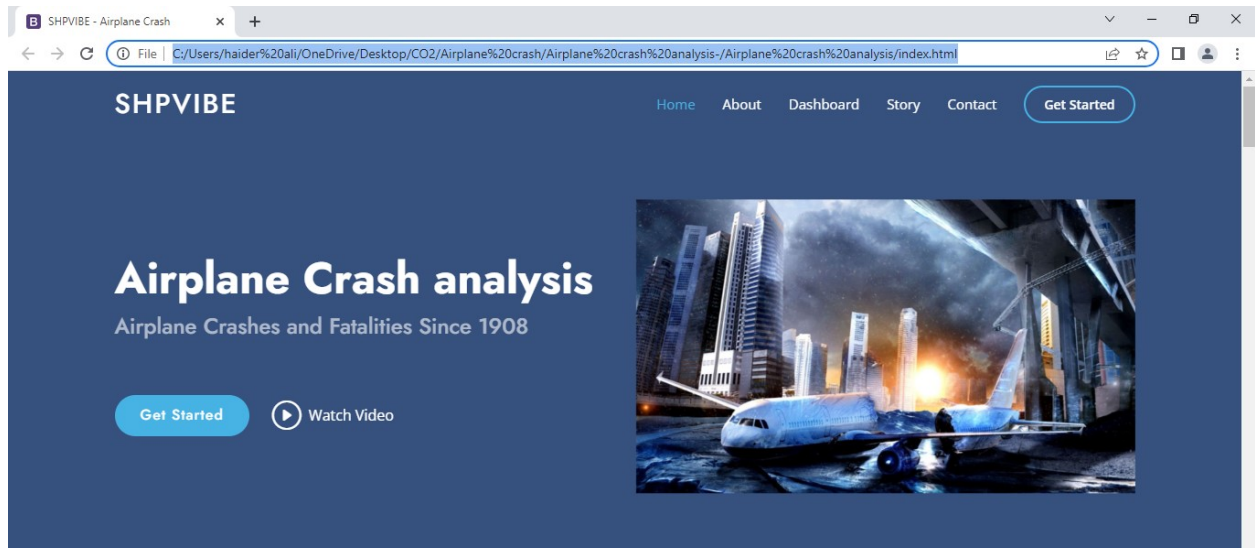 B SHPVIBE - Airplane Crash
File C:/Users/haider%20ali/OneDrive/Desktop/CO2/Airplane%20crash/Airplane%20crash%20analysis-/Airplane%20crash%20analysis/index.html
SHPVIBE Home About Dashboard Story Contact Get Started
Airplane Crash analysis
Airplane Crashes and Fatalities Since 1908
Get Started Watch Video